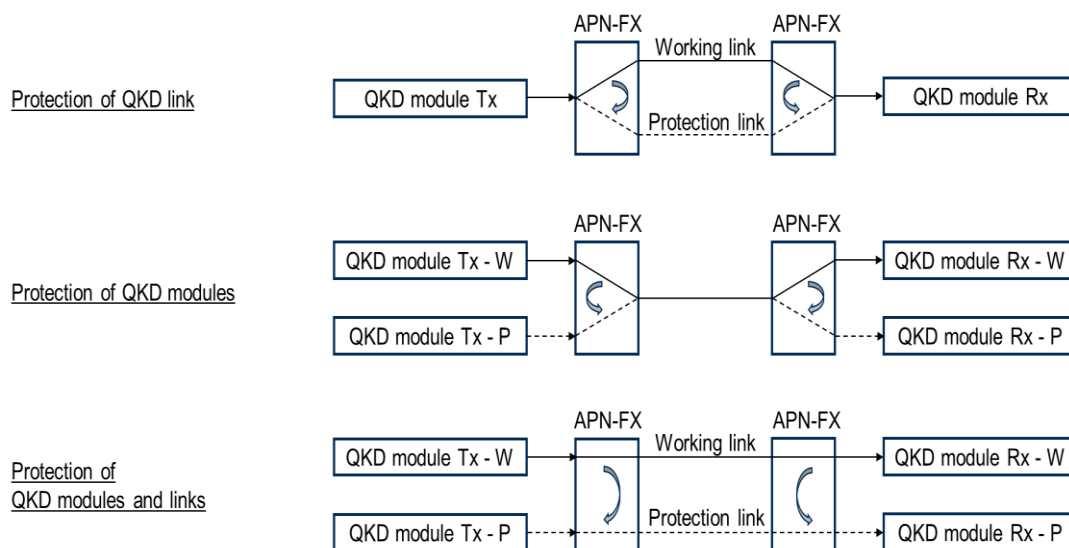 APN-FX
APN-FX
Working link
Protection of QKD link
QKD module Tx
QKD module Rx
Protection link
APN-FX
APN-FX
QKD module Tx - W
QKD module Rx - W
Protection of QKD modules
QKD module Tx - P
QKD module Rx - P
APN-FX
APN-FX
Working link
QKD module Tx - W
QKD module Rx - W
Protection of
QKD modules and links
Protection link
QKD module Tx - P
QKD module Rx - P